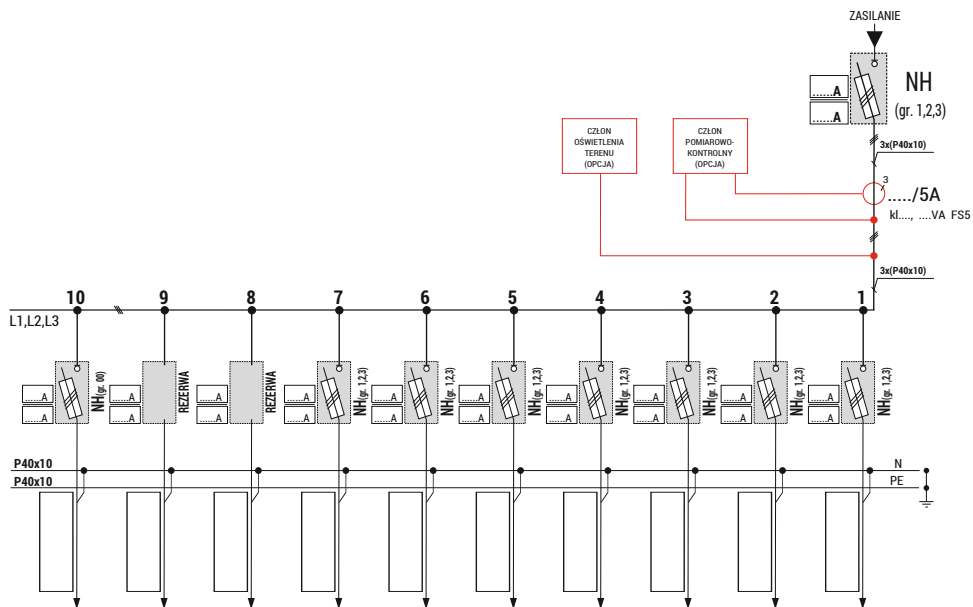 ZASILANIE
NH
(gr. 1,2,3)
......A
......A
3x(P40x10)
CZŁON
OŚWIETLENIA
TERENU
(OPCJA)
CZŁON
POMIAROWO-
KONTROLNY
(OPCJA)
3
...../5A
kl...., ....VA FS5
3x(P40x10)
10 9 8 7 6 5 4 3 2 1
L1,L2,L3
.....A
.....A
NH(gr. 00)
.....A
.....A
REZERWA
.....A
.....A
REZERWA
.....A
.....A
NH(gr. 1,2,3)
.....A
.....A
NH(gr. 1,2,3)
.....A
.....A
NH(gr. 1,2,3)
.....A
.....A
NH(gr. 1,2,3)
.....A
.....A
NH(gr. 1,2,3)
.....A
.....A
NH(gr. 1,2,3)
.....A
.....A
NH(gr. 1,2,3)
P40x10 N
P40x10 PE